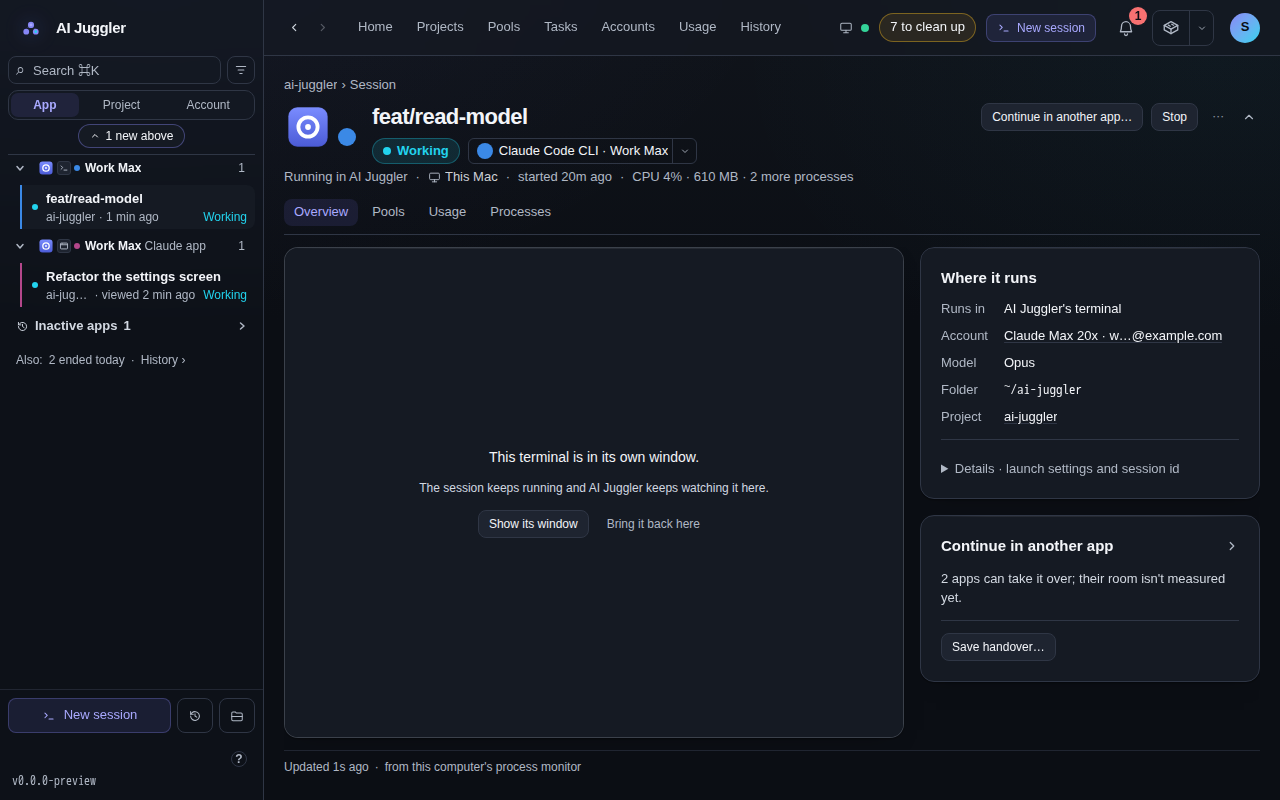 AI Juggler
Search ⌘K
App Project Account
1 new above
Work Max 1
feat/read-model
ai-juggler · 1 min ago Working
Work Max Claude app 1
Refactor the settings screen
ai-jug… · viewed 2 min ago Working
Inactive apps 1
Also: 2 ended today · History ›
New session
?
v0.0.0-preview
Home Projects Pools Tasks Accounts Usage History
7 to clean up
New session
1
S
ai-juggler › Session
feat/read-model
Continue in another app… Stop ···
Working
Claude Code CLI · Work Max
Running in AI Juggler · This Mac · started 20m ago · CPU 4% · 610 MB · 2 more processes
Overview Pools Usage Processes
This terminal is in its own window.
The session keeps running and AI Juggler keeps watching it here.
Show its window Bring it back here
Where it runs
Runs in AI Juggler's terminal
Account Claude Max 20x · w…@example.com
Model Opus
Folder ~/ai-juggler
Project ai-juggler
Details · launch settings and session id
Continue in another app
2 apps can take it over; their room isn't measured
yet.
Save handover…
Updated 1s ago · from this computer's process monitor